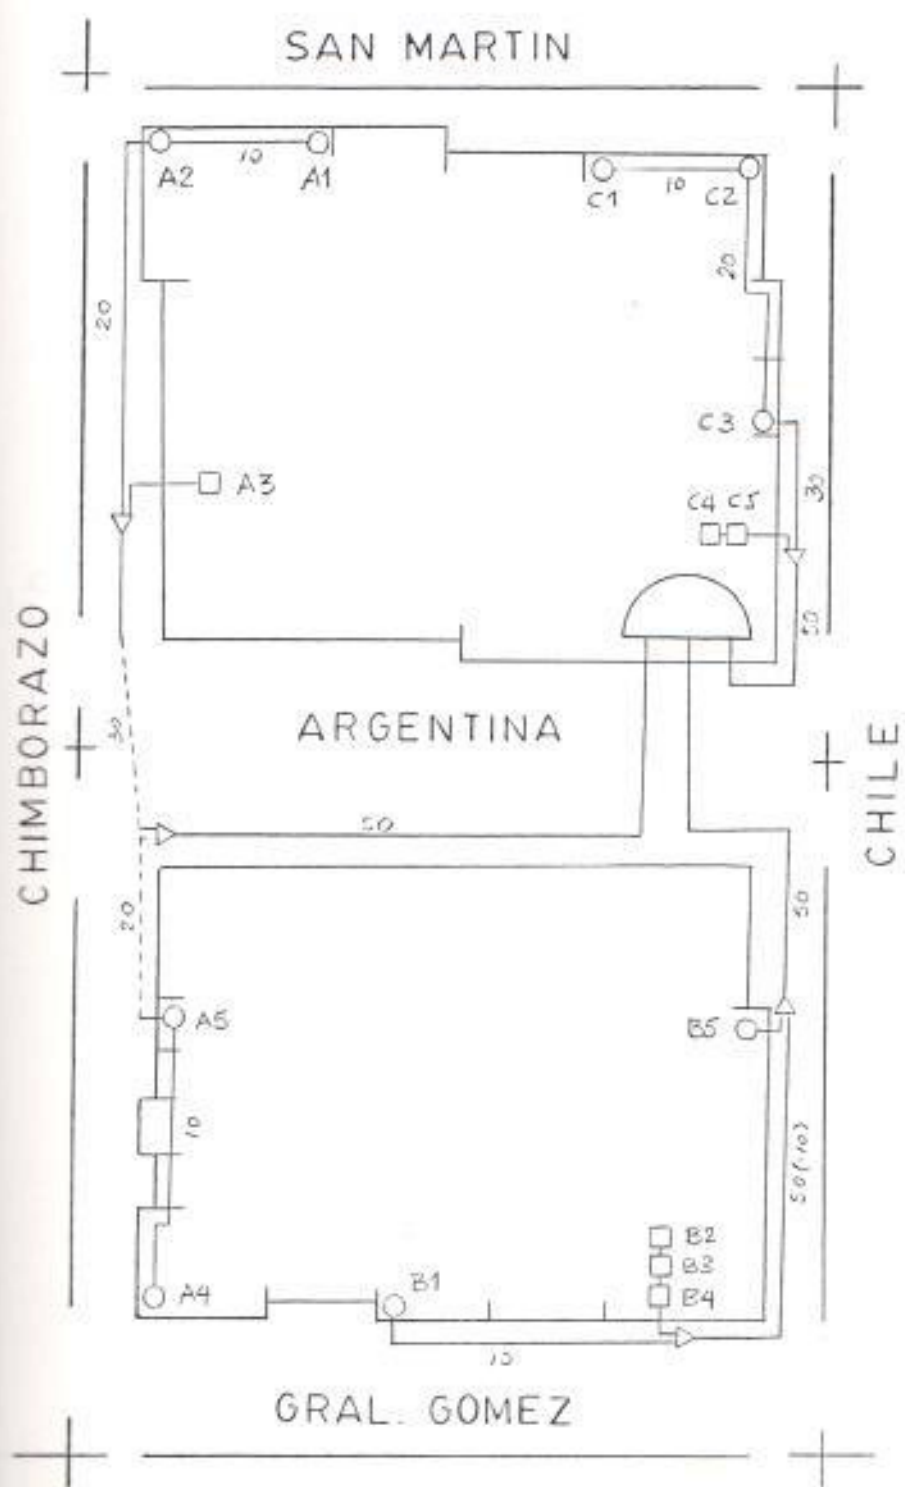 SAN MARTIN
A2 10 A1
C1 10 C2
20
20
C3
A3
30
C4 C5
50
CHIMBORAZO
30
ARGENTINA
CHILE
50
20
50
A5
B5
10
50(-10)
B2
B3
A4
B1
B4
10
GRAL. GOMEZ